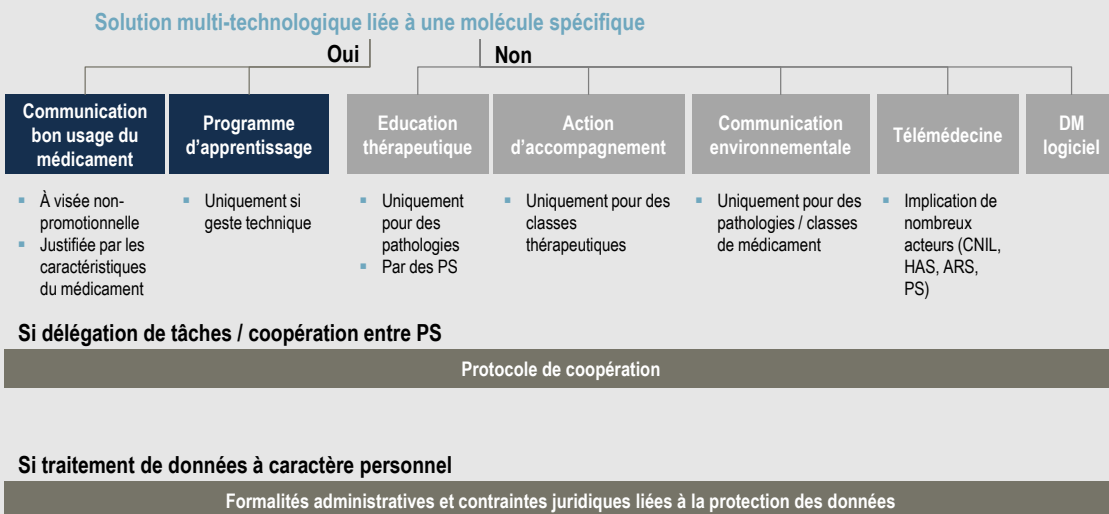 Solution multi-technologique liée à une molécule spécifique
Oui
Non
Communication
bon usage du
médicament
Programme
d'apprentissage
Education
thérapeutique
Action
d'accompagnement
Communication
environnementale
Télémédecine
DM
logiciel
▪ À visée non-
promotionnelle
▪ Justifiée par les
caractéristiques
du médicament
▪ Uniquement si
geste technique
▪ Uniquement
pour des
pathologies
▪ Par des PS
▪ Uniquement pour des
classes
thérapeutiques
▪ Uniquement pour des
pathologies / classes
de médicament
▪ Implication de
nombreux
acteurs (CNIL,
HAS, ARS,
PS)
Si délégation de tâches / coopération entre PS
Protocole de coopération
Si traitement de données à caractère personnel
Formalités administratives et contraintes juridiques liées à la protection des données